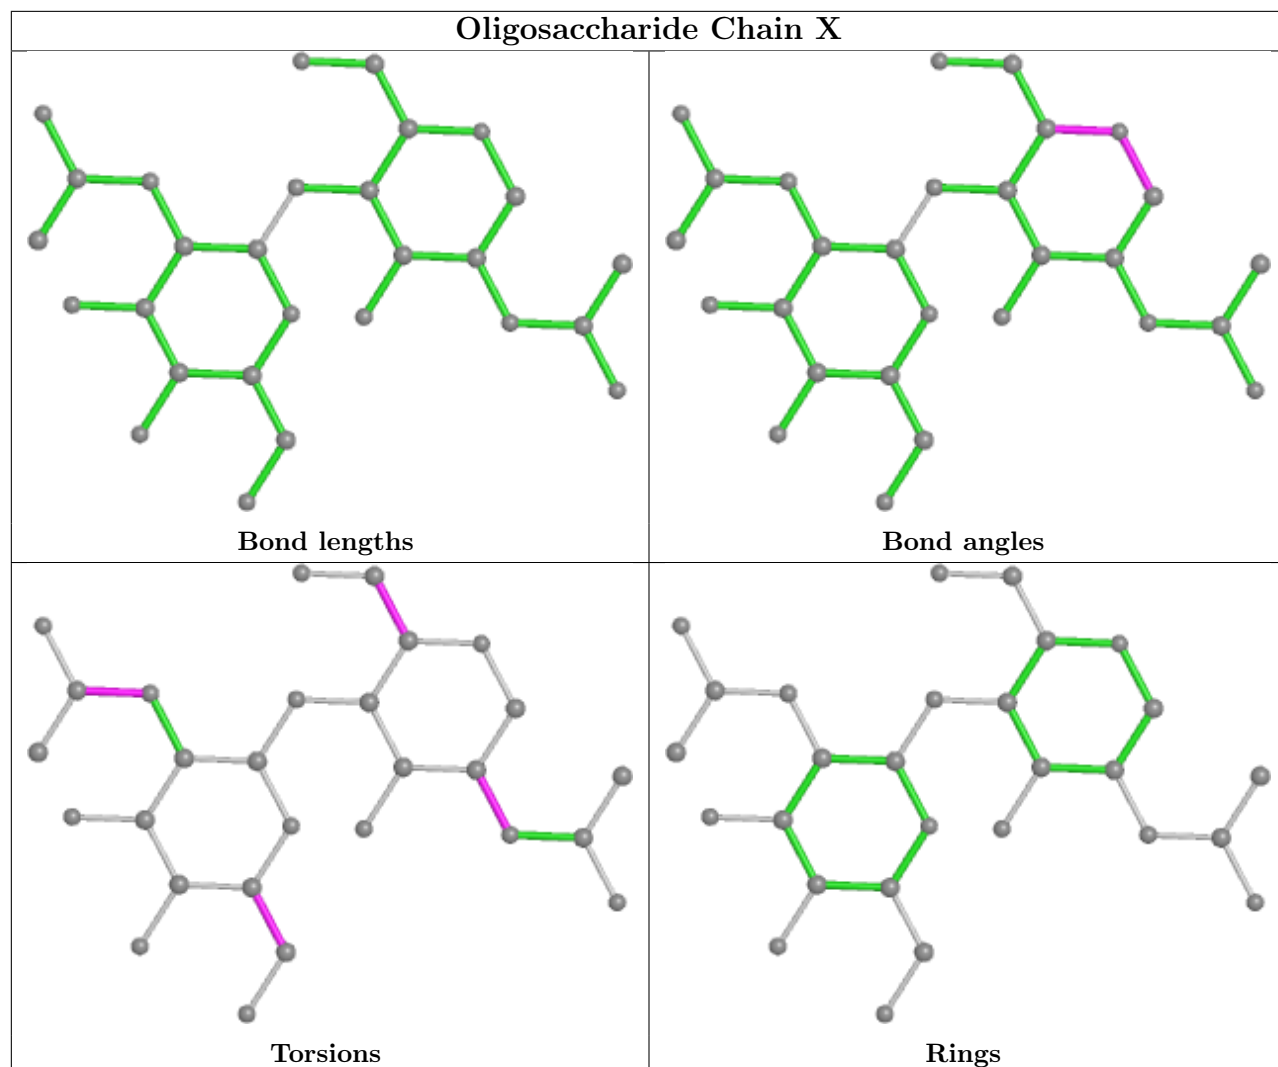 Oligosaccharide Chain X
Bond lengths
Bond angles
Torsions
Rings